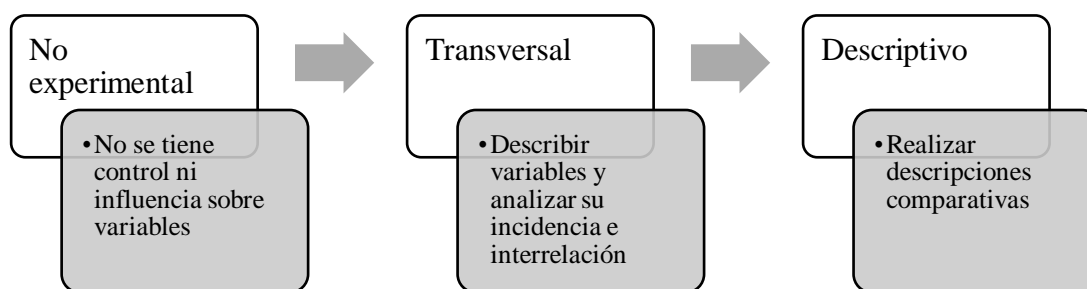 No
experimental
•No se tiene
control ni
influencia sobre
variables
Transversal
•Describir
variables y
analizar su
incidencia e
interrelación
Descriptivo
•Realizar
descripciones
comparativas